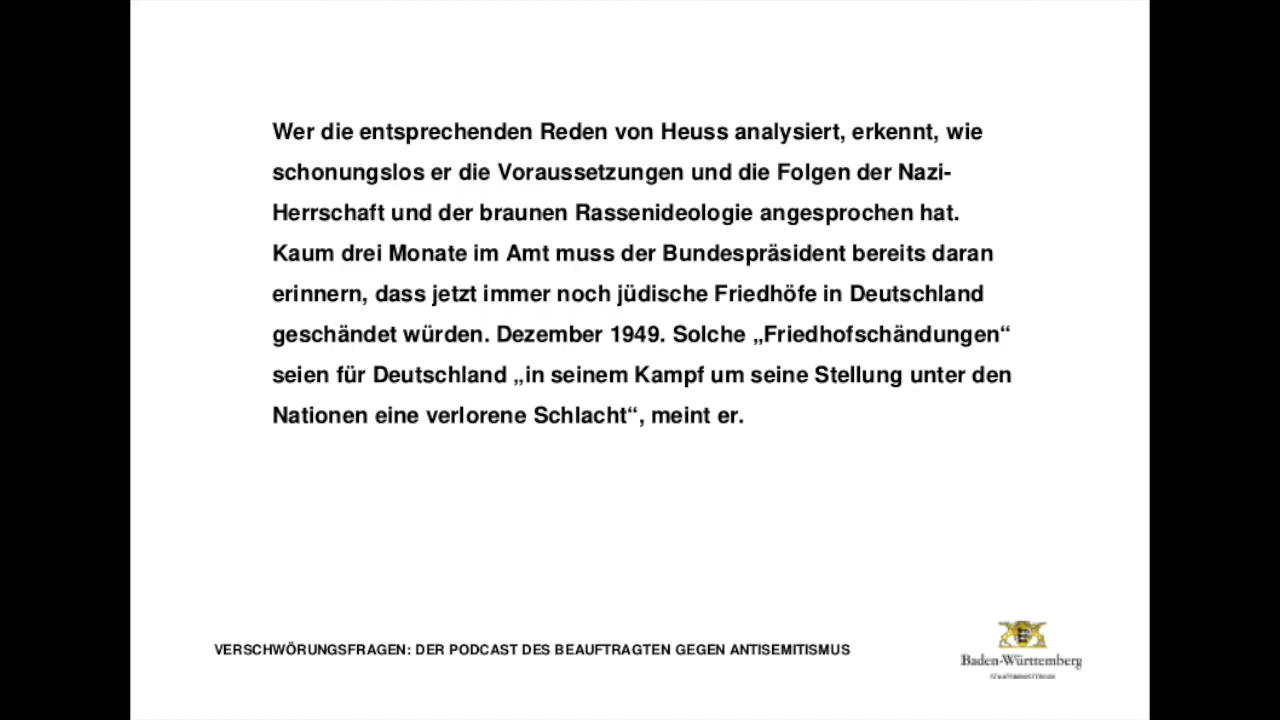 Wer die entsprechenden Reden von Heuss analysiert, erkennt, wie
schonungslos er die Voraussetzungen und die Folgen der Nazi-
Herrschaft und der braunen Rassenideologie angesprochen hat.
Kaum drei Monate im Amt muss der Bundespräsident bereits daran
erinnern, dass jetzt immer noch jüdische Friedhöfe in Deutschland
geschändet würden. Dezember 1949. Solche „Friedhofschändungen“
seien für Deutschland „in seinem Kampf um seine Stellung unter den
Nationen eine verlorene Schlacht“, meint er.
VERSCHWÖRUNGSFRAGEN: DER PODCAST DES BEAUFTRAGTEN GEGEN ANTISEMITISMUS
Baden-Württemberg